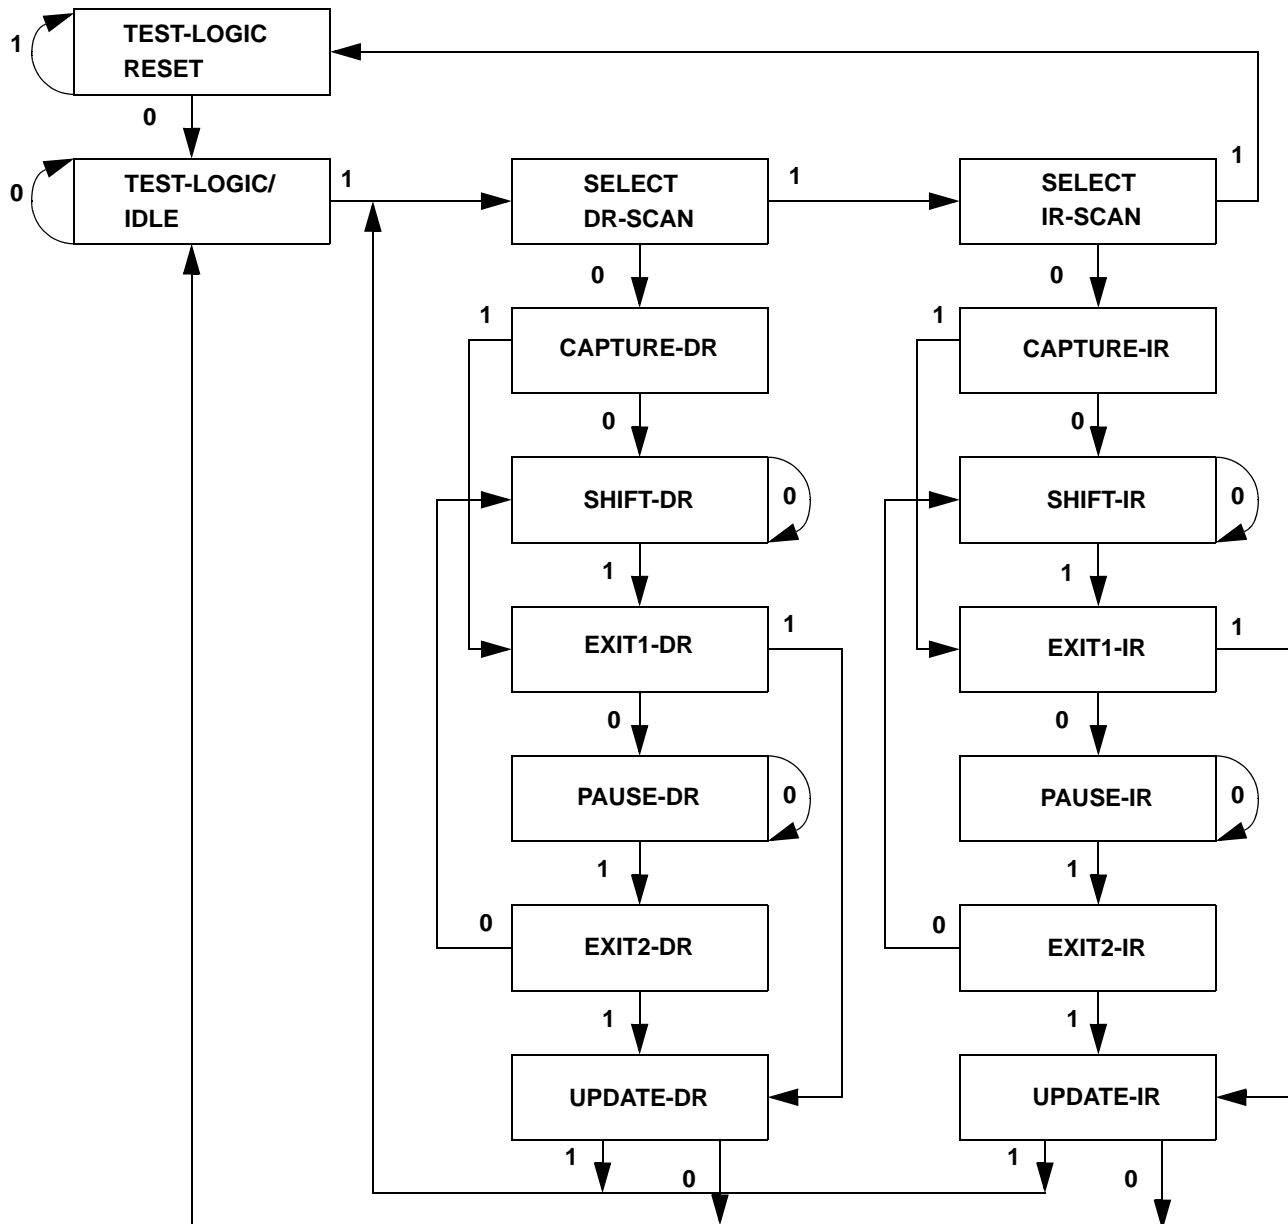 1
TEST-LOGIC
RESET
0
0
TEST-LOGIC/
IDLE
1
SELECT
DR-SCAN
1
SELECT
IR-SCAN
1
0
0
1
CAPTURE-DR
1
CAPTURE-IR
0
0
SHIFT-DR
0
SHIFT-IR
0
1
1
EXIT1-DR
1
EXIT1-IR
1
0
0
PAUSE-DR
0
PAUSE-IR
0
1
1
0
EXIT2-DR
0
EXIT2-IR
1
1
UPDATE-DR
UPDATE-IR
1
0
1
0